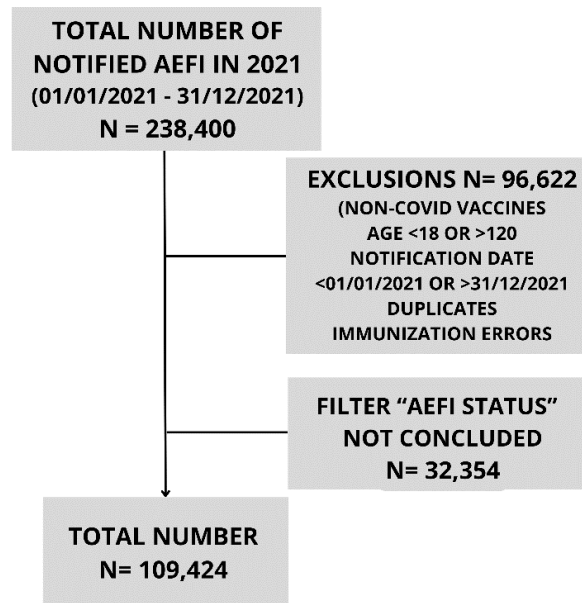 TOTAL NUMBER OF
NOTIFIED AEFI IN 2021
(01/01/2021 - 31/12/2021)
N = 238,400
EXCLUSIONS N= 96,622
(NON-COVID VACCINES
AGE <18 OR >120
NOTIFICATION DATE
<01/01/2021 OR >31/12/2021
DUPLICATES
IMMUNIZATION ERRORS
FILTER “AEFI STATUS”
NOT CONCLUDED
N= 32,354
TOTAL NUMBER
N= 109,424